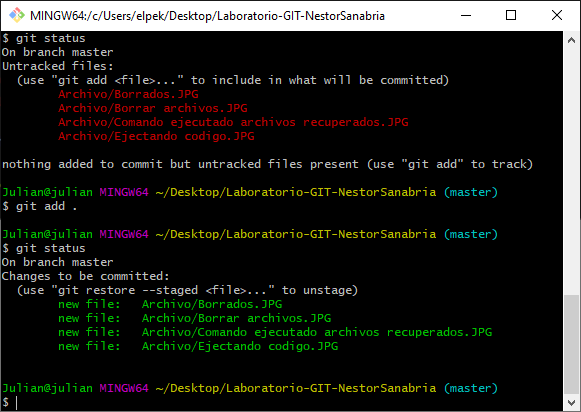 MINGW64:/c/Users/elpek/Desktop/Laboratorio-GIT-NestorSanabria
$ git status
On branch master
Untracked files:
  (use "git add <file>..." to include in what will be committed)
        Archivo/Borrados.JPG
        Archivo/Borrar archivos.JPG
        Archivo/Comando ejecutado archivos recuperados.JPG
        Archivo/Ejectando codigo.JPG
nothing added to commit but untracked files present (use "git add" to track)
Julian@julian MINGW64 ~/Desktop/Laboratorio-GIT-NestorSanabria (master)
$ git add .
Julian@julian MINGW64 ~/Desktop/Laboratorio-GIT-NestorSanabria (master)
$ git status
On branch master
Changes to be committed:
  (use "git restore --staged <file>..." to unstage)
        new file:   Archivo/Borrados.JPG
        new file:   Archivo/Borrar archivos.JPG
        new file:   Archivo/Comando ejecutado archivos recuperados.JPG
        new file:   Archivo/Ejectando codigo.JPG
Julian@julian MINGW64 ~/Desktop/Laboratorio-GIT-NestorSanabria (master)
$